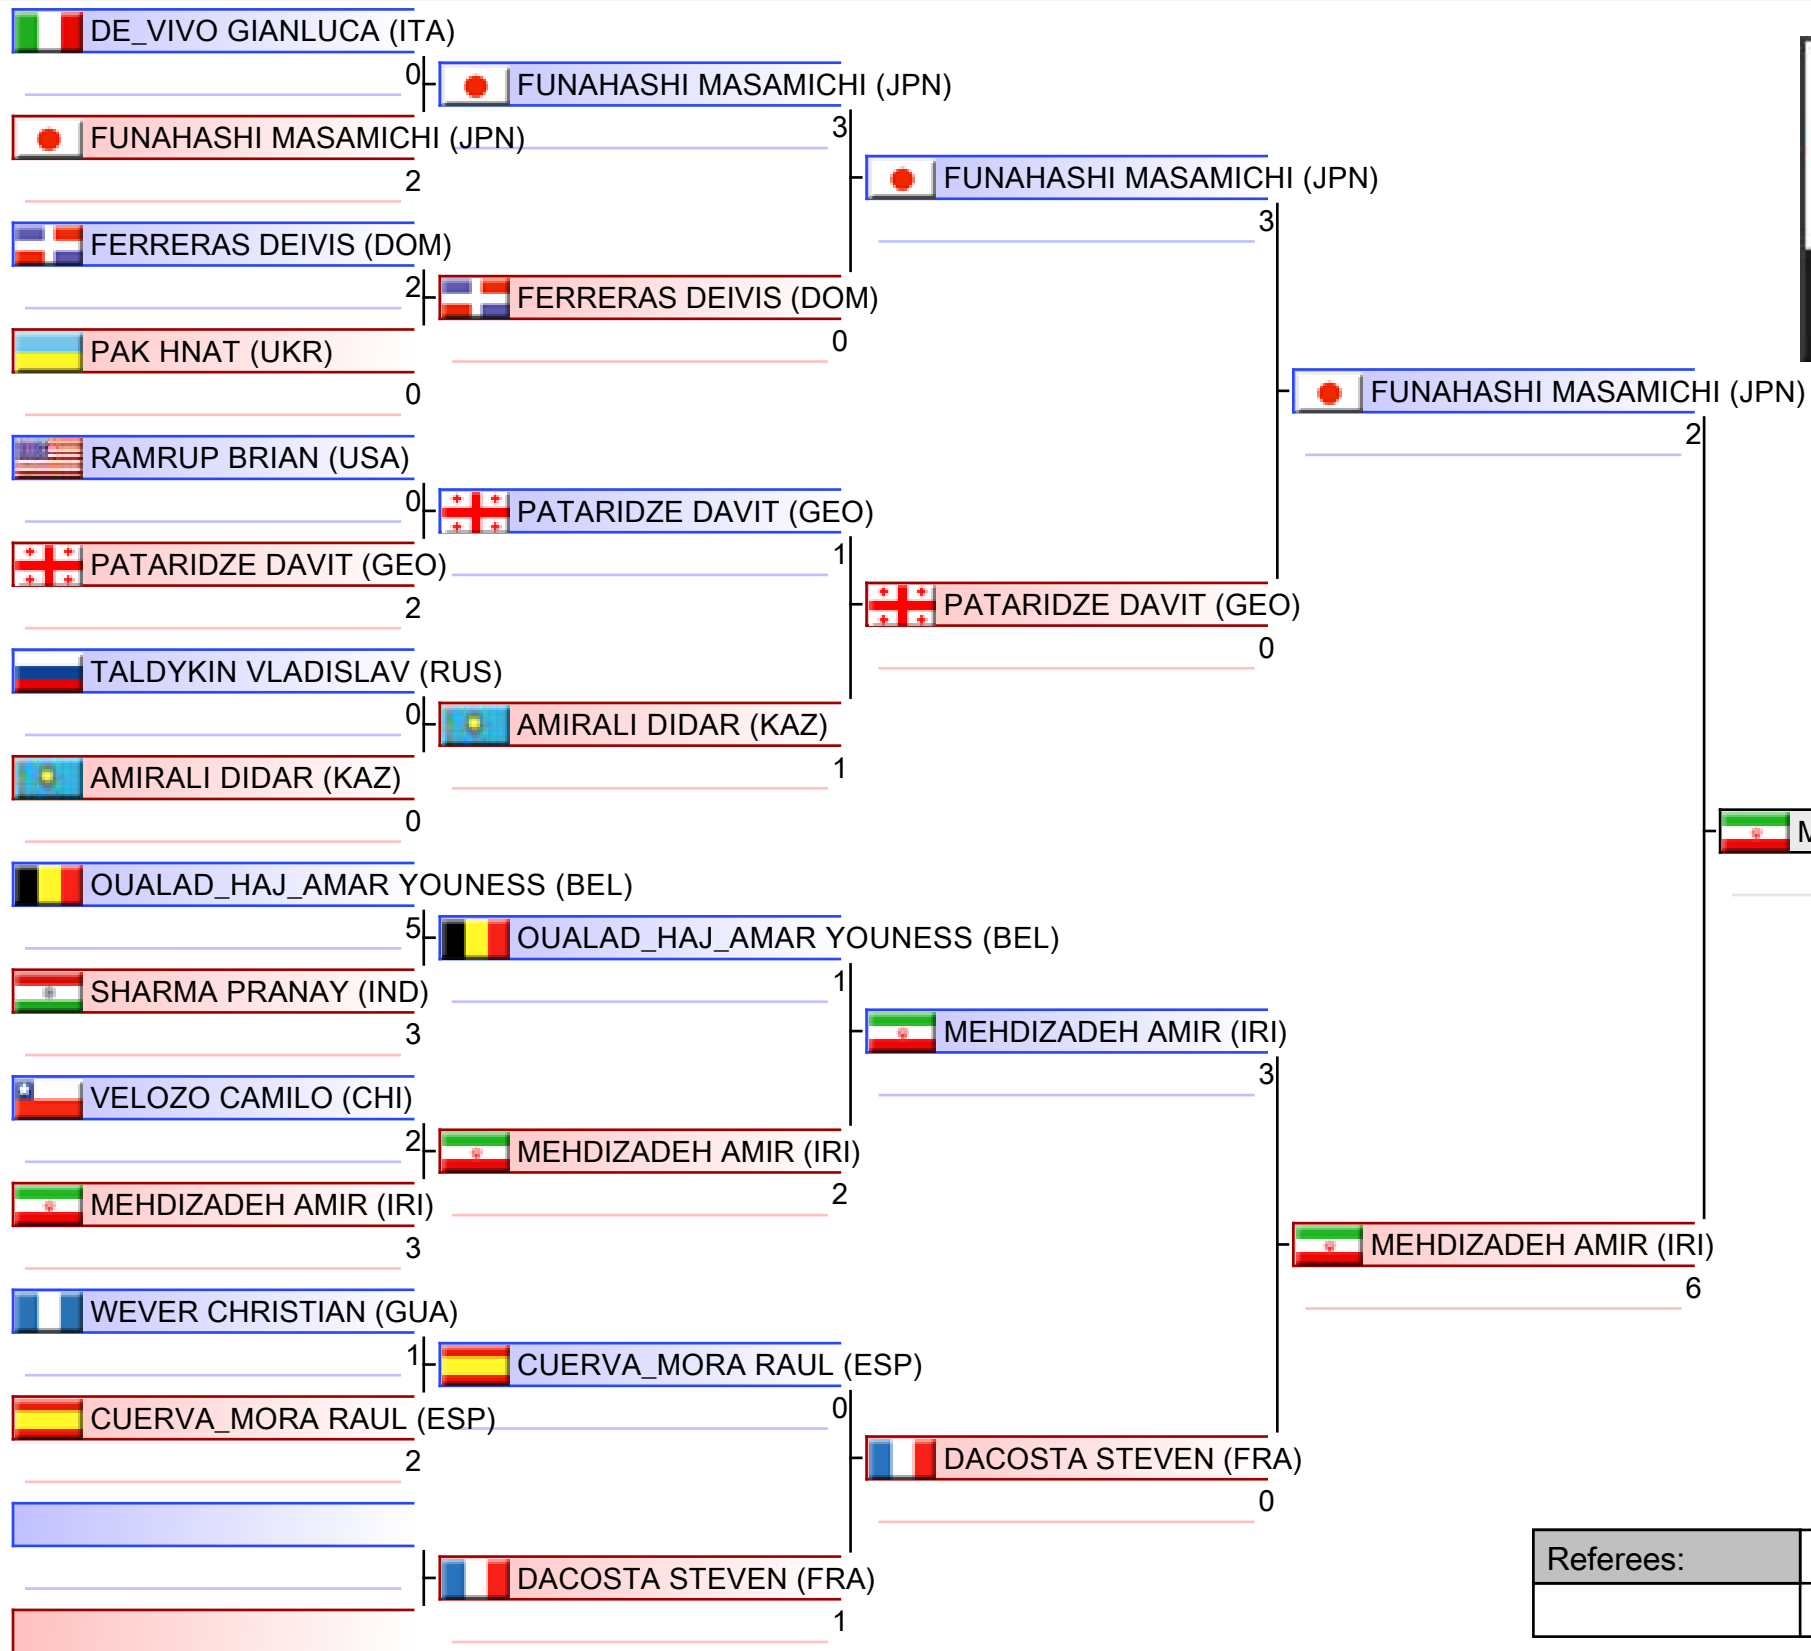 DE_VIVO GIANLUCA (ITA)
0
FUNAHASHI MASAMICHI (JPN)
2
FERRERAS DEIVIS (DOM)
2
PAK HNAT (UKR)
0
RAMRUP BRIAN (USA)
0
PATARIDZE DAVIT (GEO)
2
TALDYKIN VLADISLAV (RUS)
0
AMIRALI DIDAR (KAZ)
0
OUALAD_HAJ_AMAR YOUNESS (BEL)
5
SHARMA PRANAY (IND)
3
VELOZO CAMILO (CHI)
2
MEHDIZADEH AMIR (IRI)
3
WEVER CHRISTIAN (GUA)
1
CUERVA_MORA RAUL (ESP)
2
FUNAHASHI MASAMICHI (JPN)
3
FERRERAS DEIVIS (DOM)
0
PATARIDZE DAVIT (GEO)
1
AMIRALI DIDAR (KAZ)
1
OUALAD_HAJ_AMAR YOUNESS (BEL)
1
MEHDIZADEH AMIR (IRI)
2
CUERVA_MORA RAUL (ESP)
0
DACOSTA STEVEN (FRA)
1
FUNAHASHI MASAMICHI (JPN)
3
PATARIDZE DAVIT (GEO)
0
MEHDIZADEH AMIR (IRI)
3
DACOSTA STEVEN (FRA)
0
FUNAHASHI MASAMICHI (JPN)
2
MEHDIZADEH AMIR (IRI)
6
Referees: